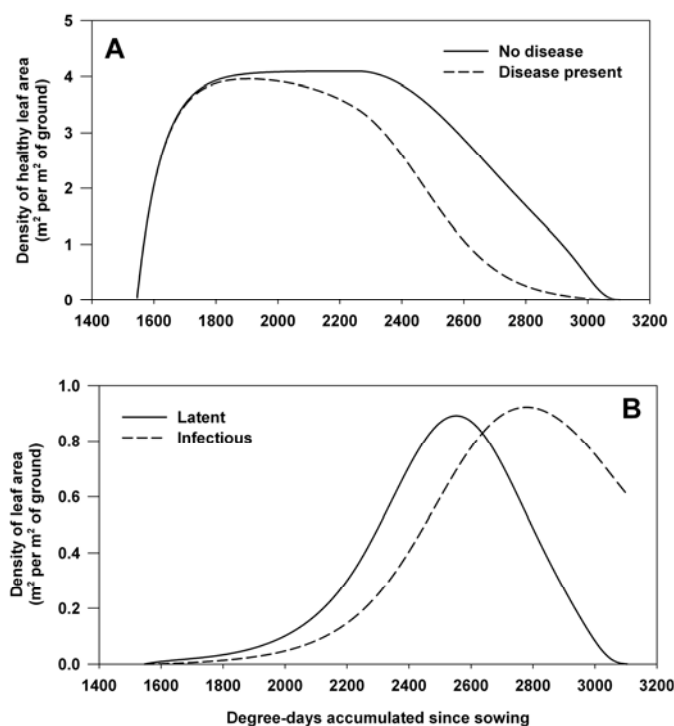 A
No disease
Disease present
Density of healthy leaf area
(m² per m² of ground)
5
4
3
2
1
0
1400 1600 1800 2000 2200 2400 2600 2800 3000 3200
B
Latent
Infectious
Density of leaf area
(m² per m² of ground)
1.0
0.8
0.6
0.4
0.2
0.0
1400 1600 1800 2000 2200 2400 2600 2800 3000 3200
Degree-days accumulated since sowing